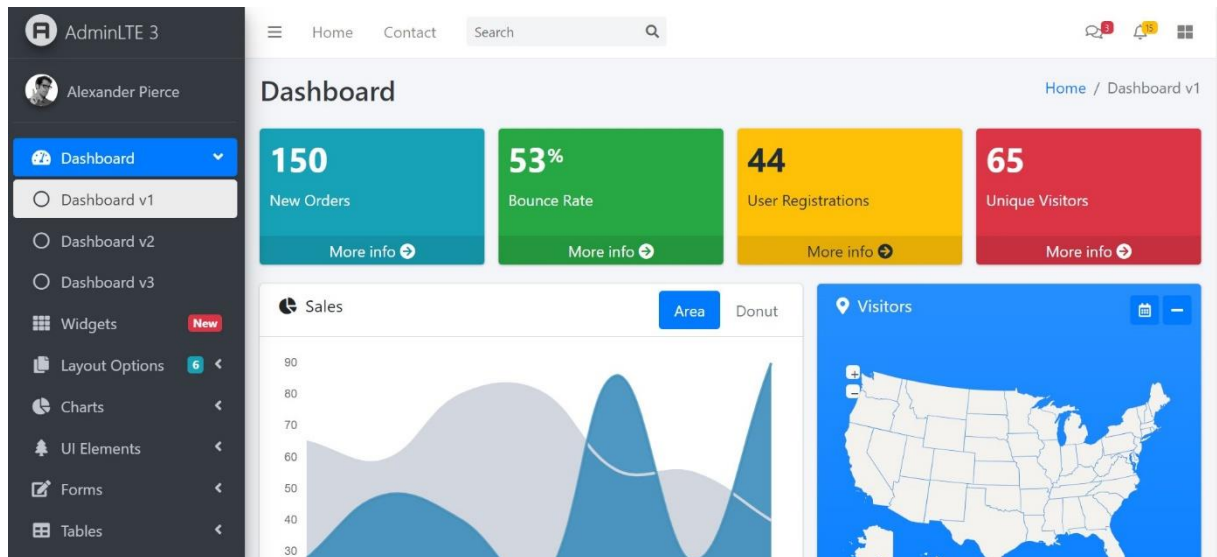 AdminLTE 3
Home Contact Search 3 15
Alexander Pierce
Dashboard
Dashboard v1
Dashboard v2
Dashboard v3
Widgets New
Layout Options 6
Charts
UI Elements
Forms
Tables
Dashboard
Home / Dashboard v1
150
New Orders
More info
53%
Bounce Rate
More info
44
User Registrations
More info
65
Unique Visitors
More info
Sales Area Donut
90
80
70
60
50
40
30
Visitors
+
-